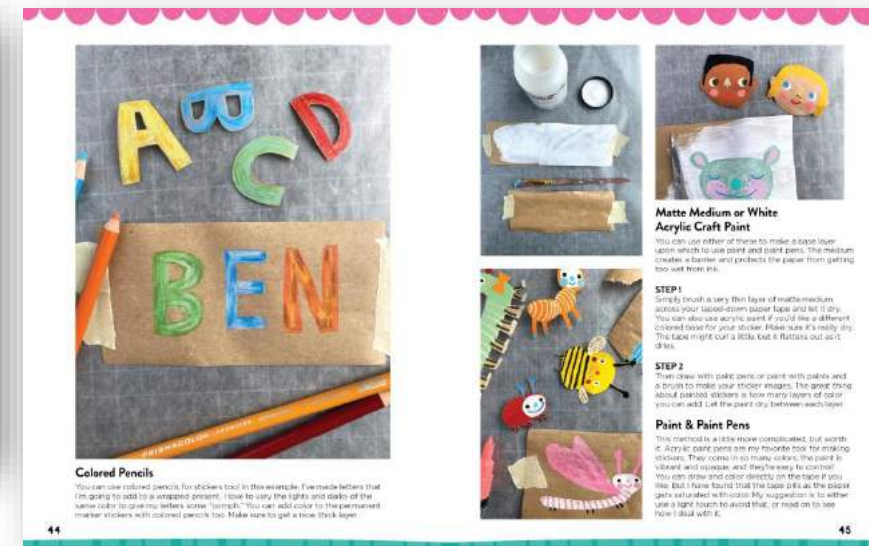 A
B
C
D
BEN
PRISMACOLOR PREMIER
Colored Pencils
You can use colored pencils for stickers too! In this example, I've made letters that
I'm going to add to a wrapped present. I love to vary the lights and darks of the
same color to give my letters some "oomph." You can add color to the permanent
marker stickers with colored pencils too. Make sure to get a nice, thick layer.
44
Matte Medium or White
Acrylic Craft Paint
You can use either of these to make a base layer
upon which to use paint and paint pens. The medium
creates a barrier and protects the paper from getting
too wet from ink.
STEP 1
Simply brush a very thin layer of matte medium
across your taped-down paper tape and let it dry.
You can also use acrylic paint if you'd like a different
colored base for your sticker. Make sure it's really dry.
The tape might curl a little, but it flattens out as it
dries.
STEP 2
Then draw with paint pens or paint with paints and
a brush to make your sticker images. The great thing
about painted stickers is how many layers of color
you can add. Let the paint dry between each layer.
Paint & Paint Pens
This method is a little more complicated, but worth
it. Acrylic paint pens are my favorite tool for making
stickers. They come in so many colors, the paint is
vibrant and opaque, and they're easy to control!
You can draw and color directly on the tape if you
like. But I have found that the tape pills as the paper
gets saturated with color. My suggestion is to either
use a light touch to avoid that, or read on to see
how I deal with it.
45